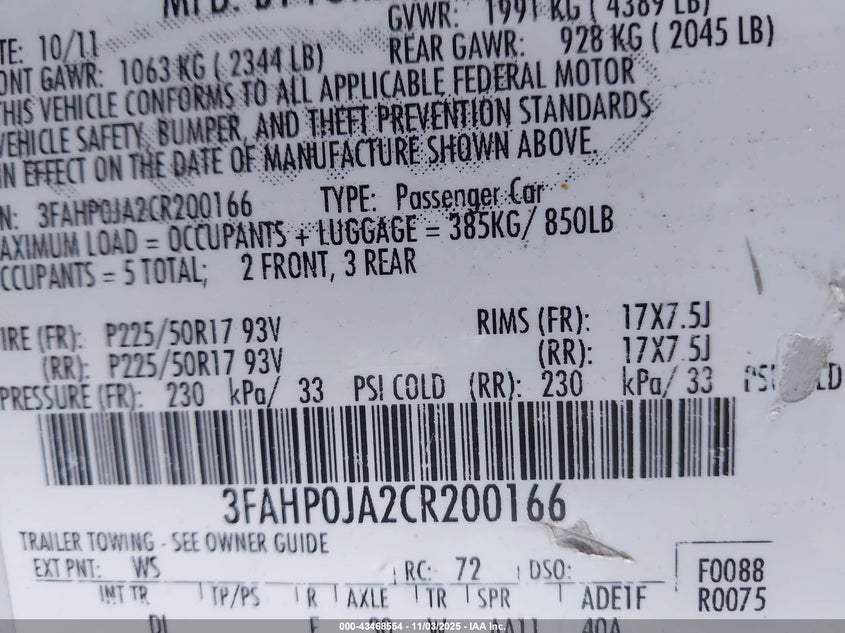 MFD. BY
GVWR: 1991 KG ( 4389 LB)
TE: 10/11
ONT GAWR: 1063 KG ( 2344 LB) REAR GAWR: 928 KG ( 2045 LB)
THIS VEHICLE CONFORMS TO ALL APPLICABLE FEDERAL MOTOR
VEHICLE SAFETY, BUMPER, AND THEFT PREVENTION STANDARDS
IN EFFECT ON THE DATE OF MANUFACTURE SHOWN ABOVE.
N: 3FAHP0JA2CR200166 TYPE: Passenger Car
AXIMUM LOAD = OCCUPANTS + LUGGAGE = 385KG/ 850LB
CCUPANTS = 5 TOTAL; 2 FRONT, 3 REAR
IRE (FR): P225/50R17 93V RIMS (FR): 17X7.5J
(RR): P225/50R17 93V (RR): 17X7.5J
PRESSURE (FR): 230 kPa/ 33 PSI COLD (RR): 230 kPa/ 33 PSI COLD
3FAHP0JA2CR200166
TRAILER TOWING - SEE OWNER GUIDE
EXT PNT: WS RC: 72 DSO: F0088
INT TR TP/PS R AXLE TR SPR ADE1F R0075
000-43468554 - 11/03/2025 - IAA Inc.